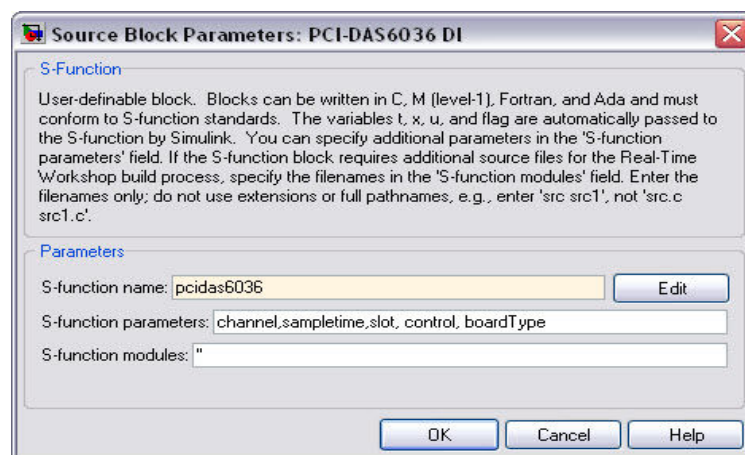 Source Block Parameters: PCI-DAS6036 DI
S-Function
User-definable block. Blocks can be written in C, M (level-1), Fortran, and Ada and must
conform to S-function standards. The variables t, x, u, and flag are automatically passed to
the S-function by Simulink. You can specify additional parameters in the 'S-function
parameters' field. If the S-function block requires additional source files for the Real-Time
Workshop build process, specify the filenames in the 'S-function modules' field. Enter the
filenames only; do not use extensions or full pathnames, e.g., enter 'src src1', not 'src.c
src1.c'.
Parameters
S-function name: pcidas6036 Edit
S-function parameters: channel,sampletime,slot, control, boardType
S-function modules: ''
OK Cancel Help